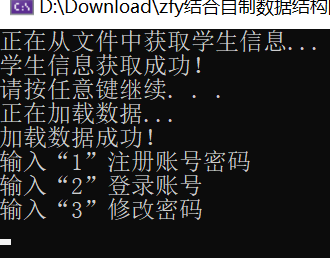 D:\Download\zfy结合自制数据结构
正在从文件中获取学生信息...
学生信息获取成功！
请按任意键继续. . .
正在加载数据...
加载数据成功！
输入“1”注册账号密码
输入“2”登录账号
输入“3”修改密码